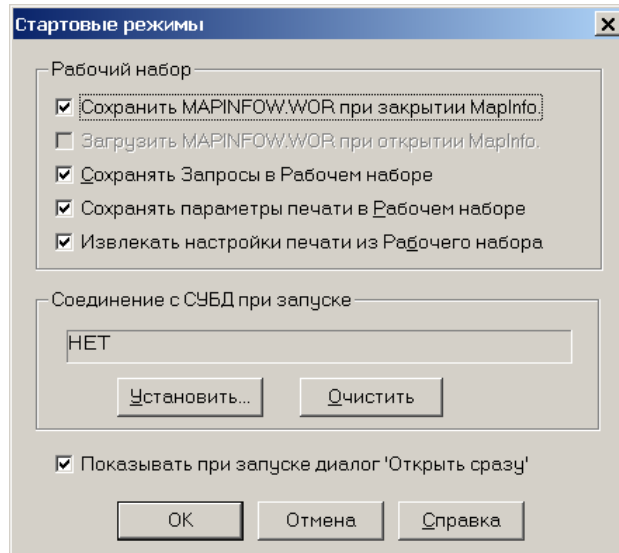 Стартовые режимы
Рабочий набор
Сохранить MAPINFOW.WOR при закрытии MapInfo.
Загрузить MAPINFOW.WOR при открытии MapInfo.
Сохранять Запросы в Рабочем наборе
Сохранять параметры печати в Рабочем наборе
Извлекать настройки печати из Рабочего набора
Соединение с СУБД при запуске
НЕТ
Установить... Очистить
Показывать при запуске диалог 'Открыть сразу'
OK Отмена Справка